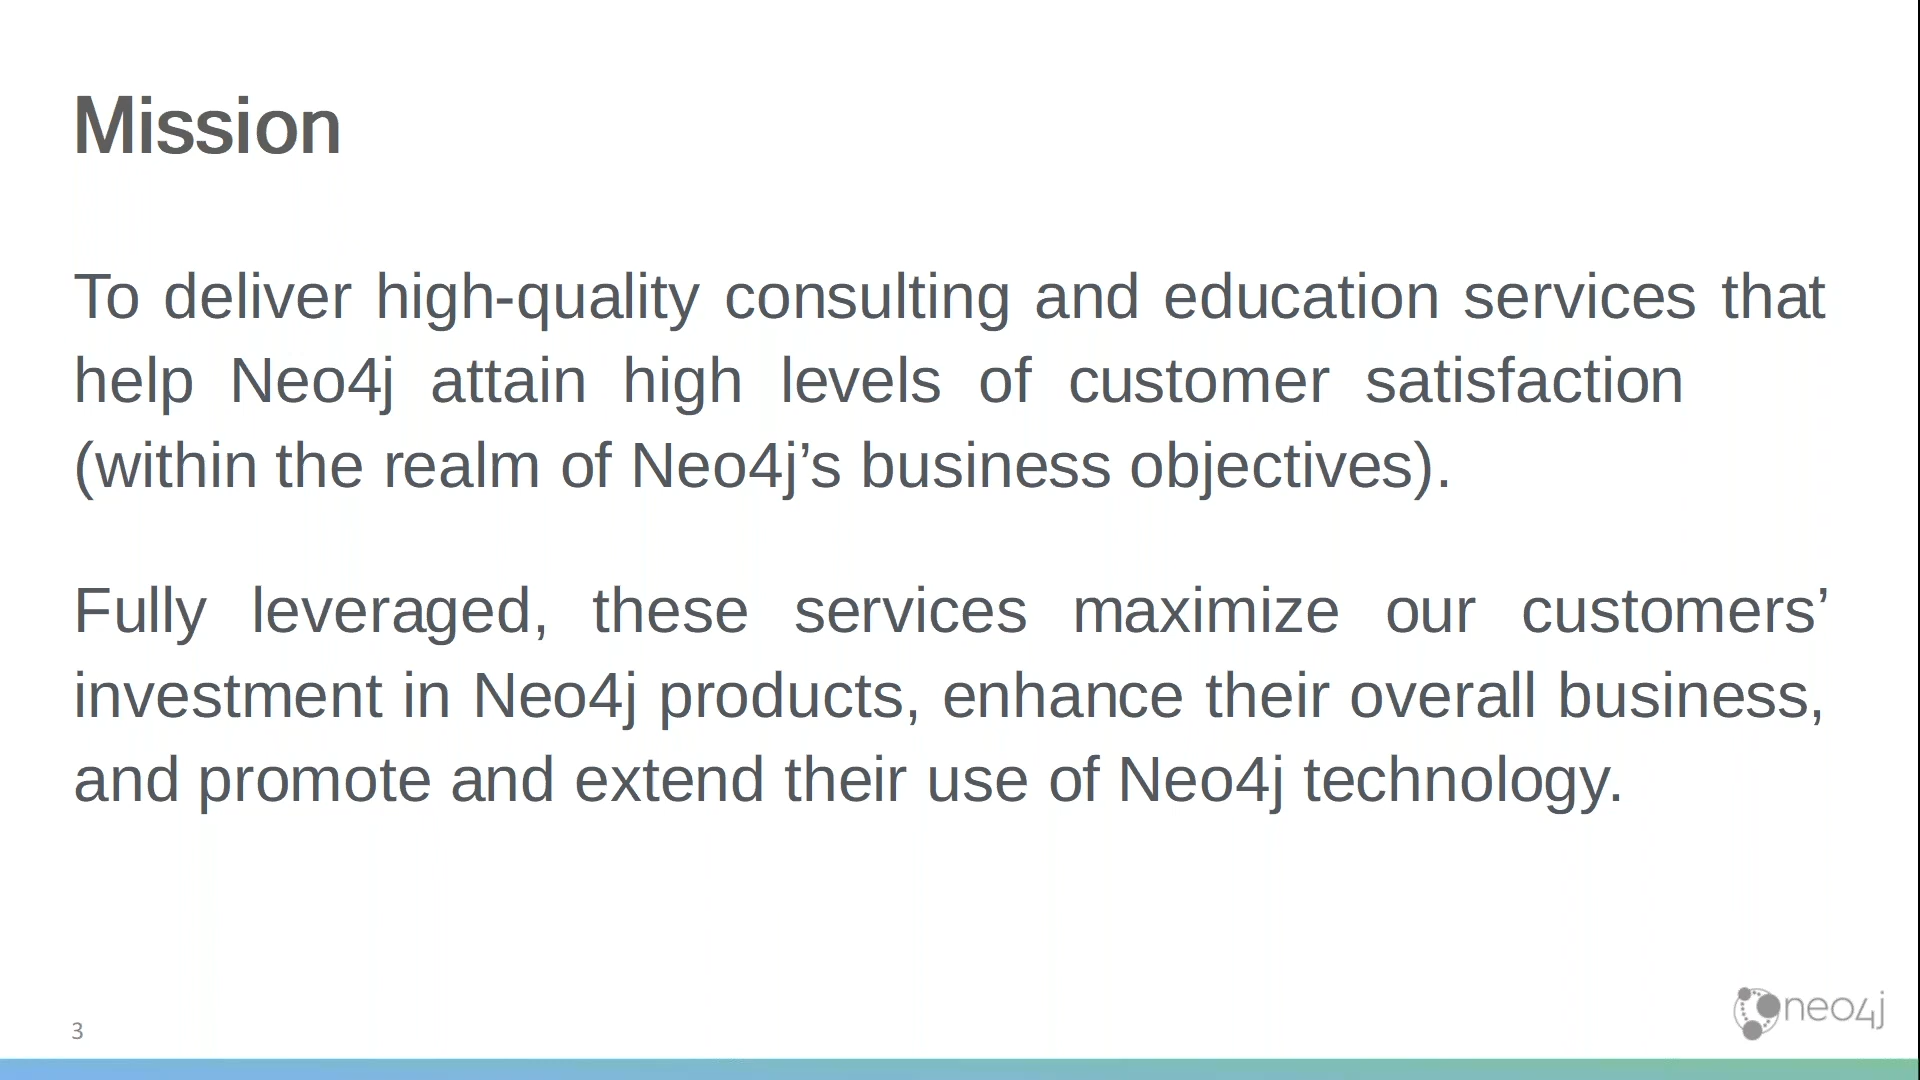 Mission
To deliver high-quality consulting and education services that
help Neo4j attain high levels of customer satisfaction
(within the realm of Neo4j’s business objectives).
Fully leveraged, these services maximize our customers’
investment in Neo4j products, enhance their overall business,
and promote and extend their use of Neo4j technology.
3
neo4j